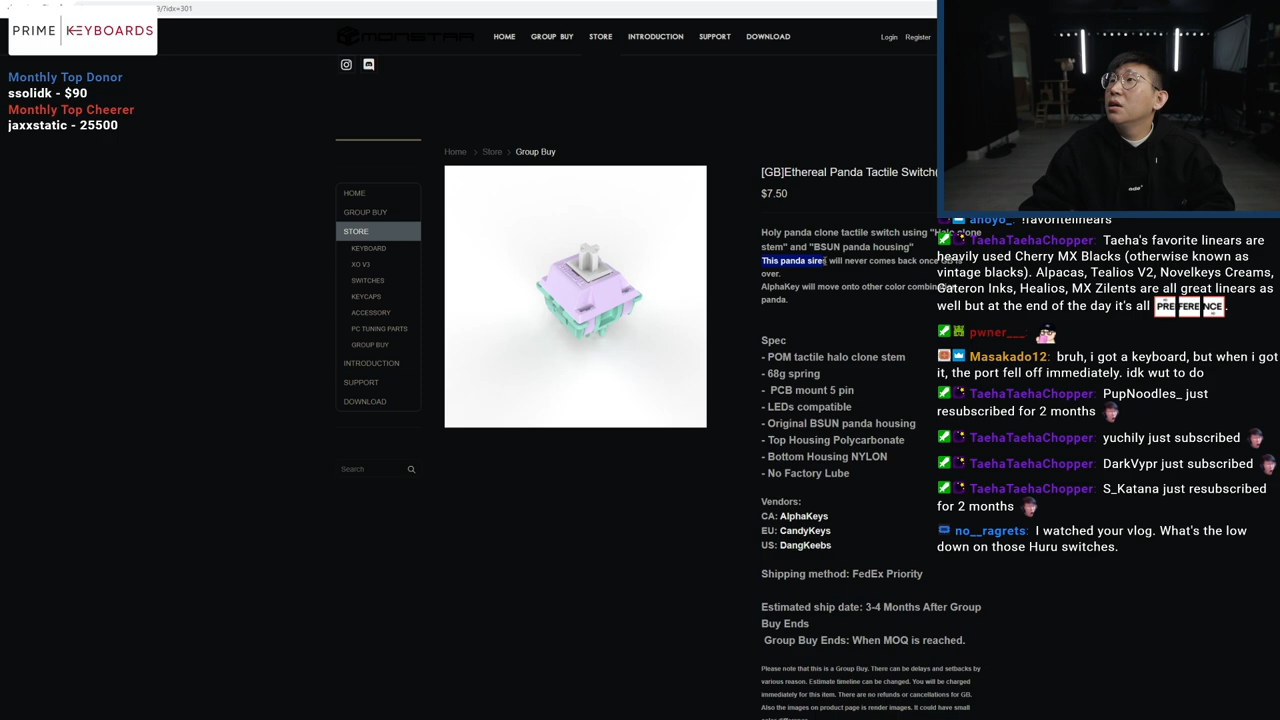 9/?idx=301
PRIME KEYBOARDS
MONSTAR
HOME GROUP BUY STORE INTRODUCTION SUPPORT DOWNLOAD
Login Register
Monthly Top Donor
ssolidk - $90
Monthly Top Cheerer
jaxxstatic - 25500
Home > Store > Group Buy
HOME
GROUP BUY
STORE
KEYBOARD
XO V3
SWITCHES
KEYCAPS
ACCESSORY
PC TUNING PARTS
GROUP BUY
INTRODUCTION
SUPPORT
DOWNLOAD
Search
[GB]Ethereal Panda Tactile Switch(
$7.50
Holy panda clone tactile switch using "Halo clone
stem" and "BSUN panda housing"
This panda sires will never comes back once
over.
AlphaKey will move onto other color combin
panda.
Spec
- POM tactile halo clone stem
- 68g spring
- PCB mount 5 pin
- LEDs compatible
- Original BSUN panda housing
- Top Housing Polycarbonate
- Bottom Housing NYLON
- No Factory Lube
Vendors:
CA: AlphaKeys
EU: CandyKeys
US: DangKeebs
Shipping method: FedEx Priority
Estimated ship date: 3-4 Months After Group
Buy Ends
Group Buy Ends: When MOQ is reached.
Please note that this is a Group Buy. There can be delays and setbacks by
various reason. Estimate timeline can be changed. You will be charged
immediately for this item. There are no refunds or cancellations for GB.
Also the images on product page is render images. It could have small
anoyo_: !favoritelinears
TaehaTaehaChopper: Taeha's favorite linears are
heavily used Cherry MX Blacks (otherwise known as
vintage blacks). Alpacas, Tealios V2, Novelkeys Creams,
Gateron Inks, Healios, MX Zilents are all great linears as
well but at the end of the day it's all PRE FERE NCE .
pwner___:
Masakado12: bruh, i got a keyboard, but when i got
it, the port fell off immediately. idk wut to do
TaehaTaehaChopper: PupNoodles_ just
resubscribed for 2 months
TaehaTaehaChopper: yuchily just subscribed
TaehaTaehaChopper: DarkVypr just subscribed
TaehaTaehaChopper: S_Katana just resubscribed
for 2 months
no__ragrets: I watched your vlog. What's the low
down on those Huru switches.